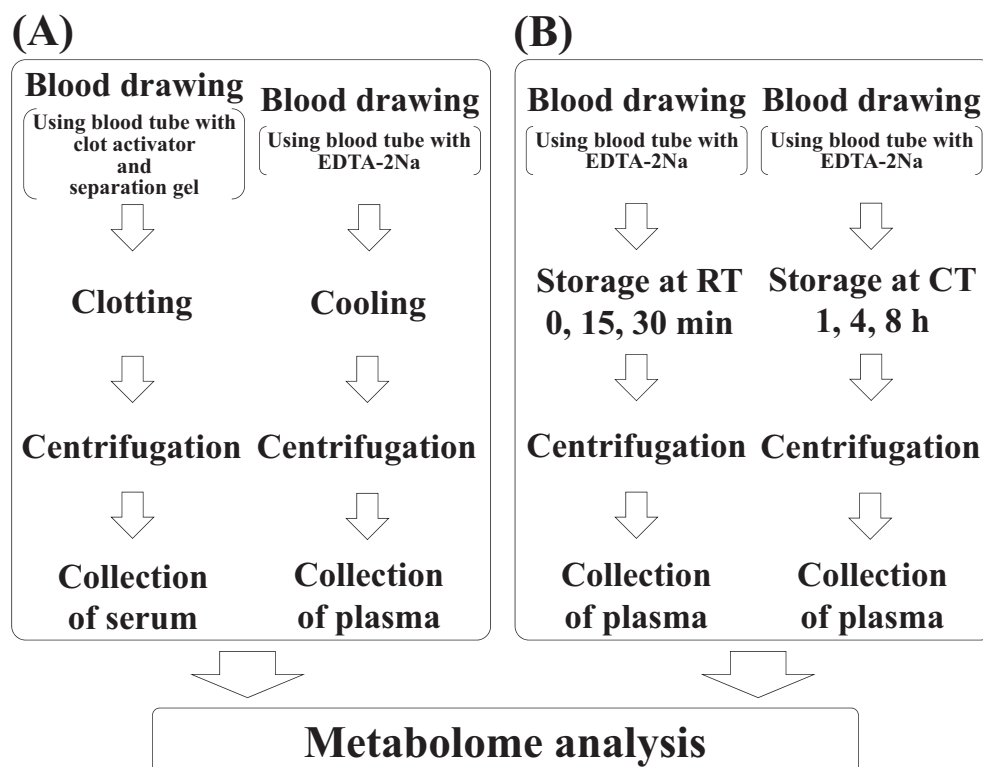 (A)
Blood drawing
Using blood tube with
clot activator
and
separation gel
Clotting
Centrifugation
Collection
of serum
Blood drawing
Using blood tube with
EDTA-2Na
Cooling
Centrifugation
Collection
of plasma
(B)
Blood drawing
Using blood tube with
EDTA-2Na
Storage at RT
0, 15, 30 min
Centrifugation
Collection
of plasma
Blood drawing
Using blood tube with
EDTA-2Na
Storage at CT
1, 4, 8 h
Centrifugation
Collection
of plasma
Metabolome analysis